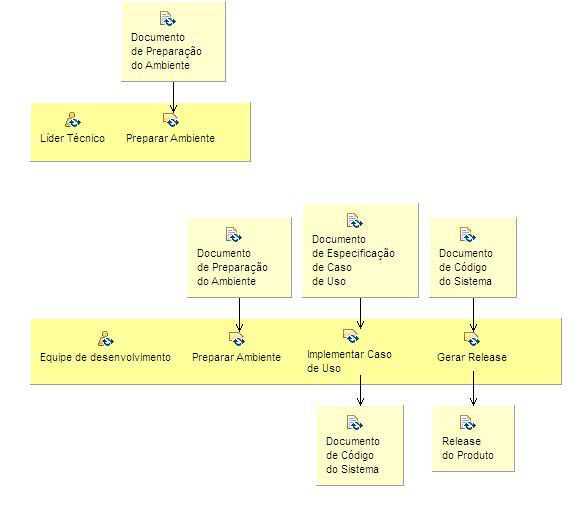 Documento
de Preparação
do Ambiente
Líder Técnico
Preparar Ambiente
Documento
de Preparação
do Ambiente
Documento
de Especificação
de Caso
de Uso
Documento
de Código
do Sistema
Equipe de desenvolvimento
Preparar Ambiente
Implementar Caso
de Uso
Gerar Release
Documento
de Código
do Sistema
Release
do Produto